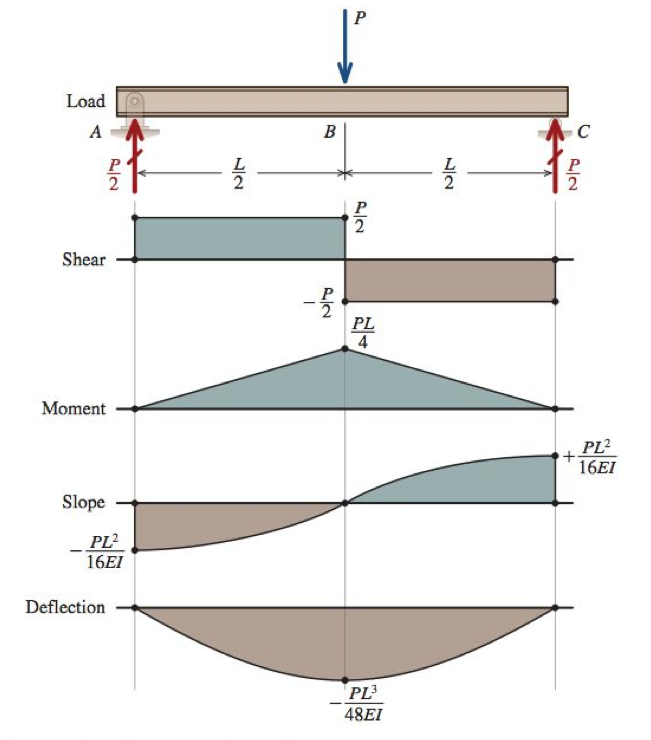 P
Load
A
B
C
P/2
L/2
L/2
P/2
P/2
Shear
-P/2
PL/4
Moment
+PL²/16EI
Slope
-PL²/16EI
Deflection
-PL³/48EI